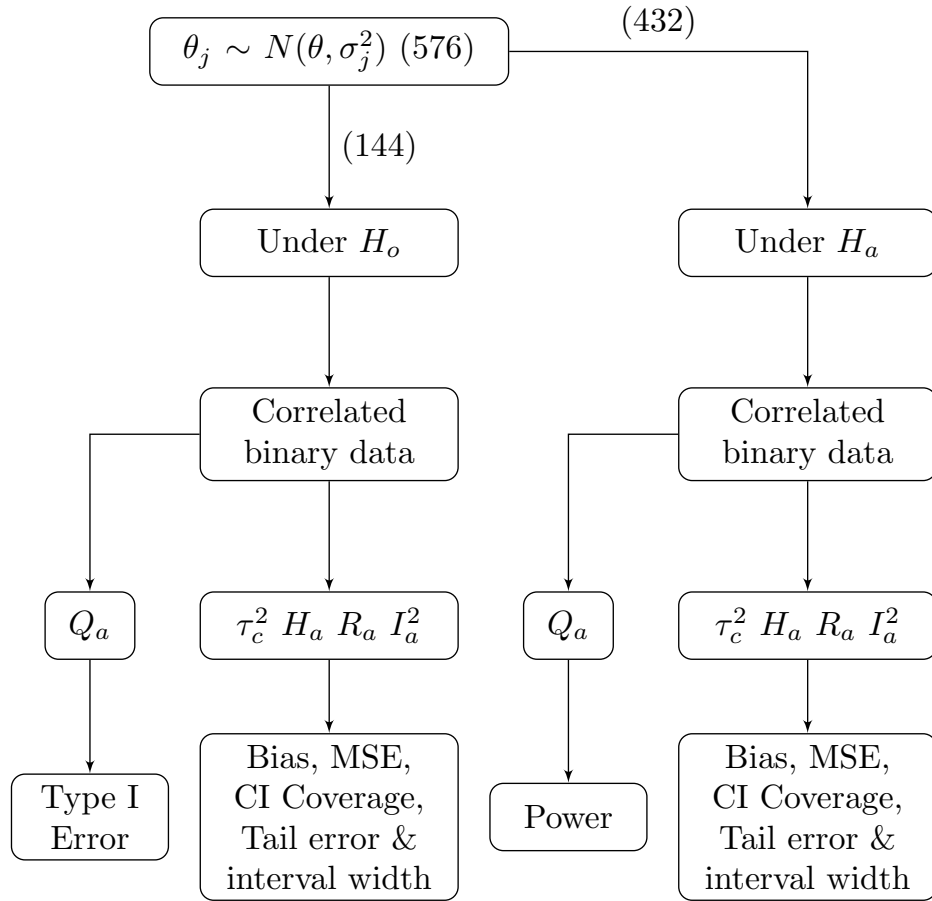 (432)
θ_j ∼ N(θ, σ_j^2) (576)
(144)
Under H_o
Under H_a
Correlated
binary data
Correlated
binary data
Q_a
τ_c^2 H_a R_a I_a^2
Q_a
τ_c^2 H_a R_a I_a^2
Type I
Error
Bias, MSE,
CI Coverage,
Tail error &
interval width
Power
Bias, MSE,
CI Coverage,
Tail error &
interval width